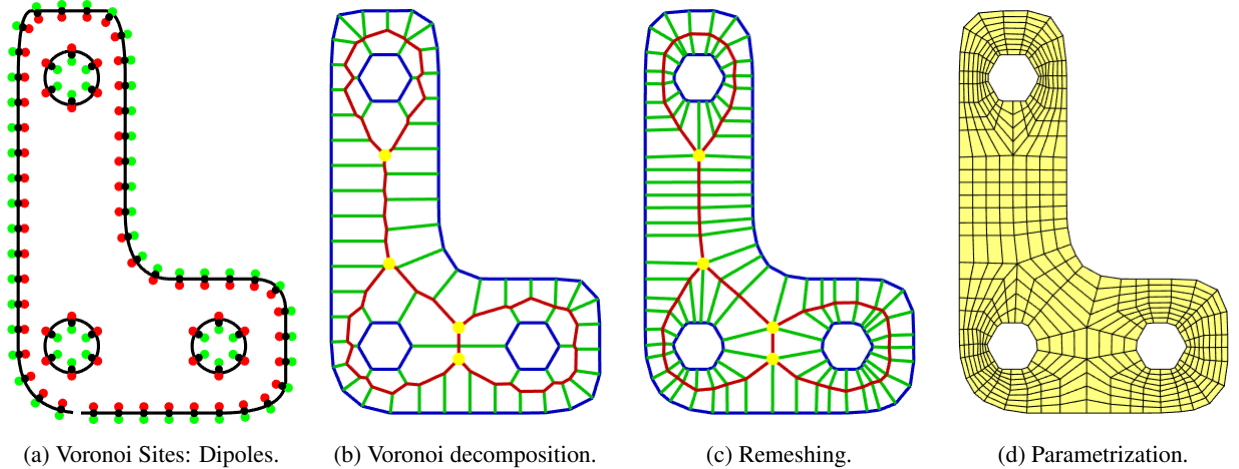 (a) Voronoi Sites: Dipoles.
(b) Voronoi decomposition.
(c) Remeshing.
(d) Parametrization.